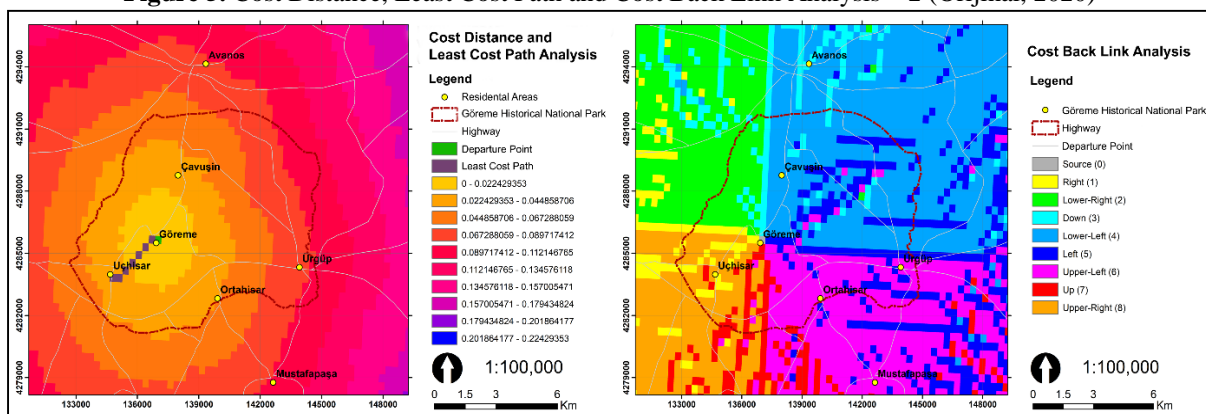 Figure 3. Cost Distance, Least Cost Path and Cost Back Link Analysis – 2 (Orijinal, 2020)
4294000
4291000
4288000
4285000
4282000
4279000
Avanos
Çavuşin
Göreme
Uçhisar
Ürgüp
Ortahisar
Mustafapaşa
133000 136000 139000 142000 145000 148000
Cost Distance and
Least Cost Path Analysis
Legend
Residental Areas
Göreme Historical National Park
Highway
Departure Point
Least Cost Path
0 - 0.022429353
0.022429353 - 0.044858706
0.044858706 - 0.067288059
0.067288059 - 0.089717412
0.089717412 - 0.112146765
0.112146765 - 0.134576118
0.134576118 - 0.157005471
0.157005471 - 0.179434824
0.179434824 - 0.201864177
0.201864177 - 0.22429353
1:100,000
0 1.5 3 6
Km
4294000
4291000
4288000
4285000
4282000
4279000
Avanos
Çavuşin
Göreme
Uçhisar
Ürgüp
Ortahisar
Mustafapaşa
133000 136000 139000 142000 145000 148000
Cost Back Link Analysis
Legend
Göreme Historical National Park
Highway
Departure Point
Source (0)
Right (1)
Lower-Right (2)
Down (3)
Lower-Left (4)
Left (5)
Upper-Left (6)
Up (7)
Upper-Right (8)
1:100,000
0 1.5 3 6
Km